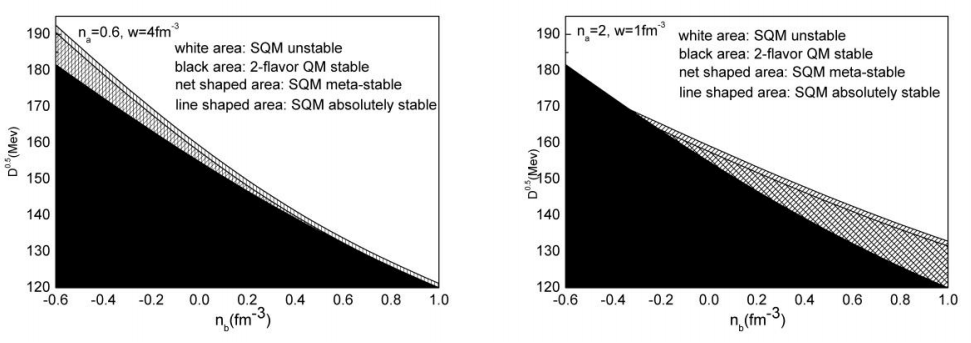 n_a=0.6, w=4fm^-3
white area: SQM unstable
black area: 2-flavor QM stable
net shaped area: SQM meta-stable
line shaped area: SQM absolutely stable
D^0.5(Mev)
190
180
170
160
150
140
130
120
-0.6 -0.4 -0.2 0.0 0.2 0.4 0.6 0.8 1.0
n_b(fm^-3)
n_a=2, w=1fm^-3
white area: SQM unstable
black area: 2-flavor QM stable
net shaped area: SQM meta-stable
line shaped area: SQM absolutely stable
D^0.5(Mev)
190
180
170
160
150
140
130
120
-0.6 -0.4 -0.2 0.0 0.2 0.4 0.6 0.8 1.0
n_b(fm^-3)